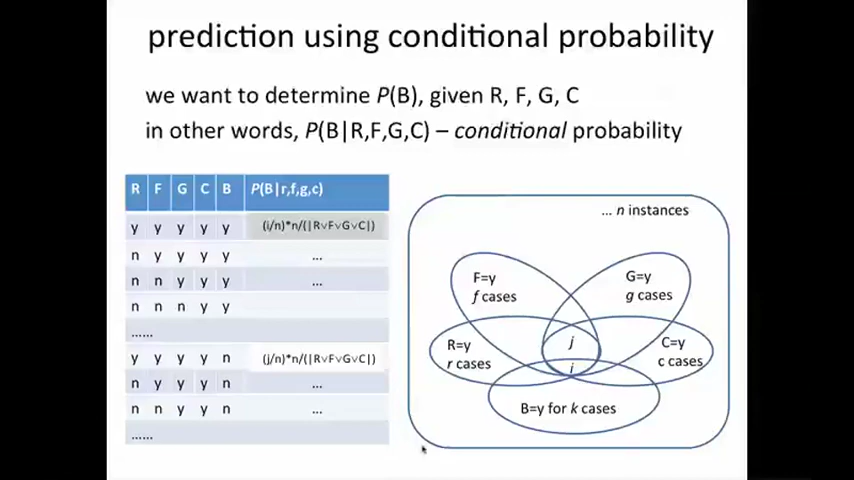 prediction using conditional probability
we want to determine P(B), given R, F, G, C
in other words, P(B|R,F,G,C) – conditional probability
R F G C B P(B|r,f,g,c)
y y y y y (i/n)*n/(|R∨F∨G∨C|)
n y y y y ...
n n y y y ...
n n n y y
......
y y y y n (j/n)*n/(|R∨F∨G∨C|)
n y y y n ...
n n y y n ...
......
... n instances
F=y
f cases
G=y
g cases
R=y
r cases
j
C=y
c cases
i
B=y for k cases